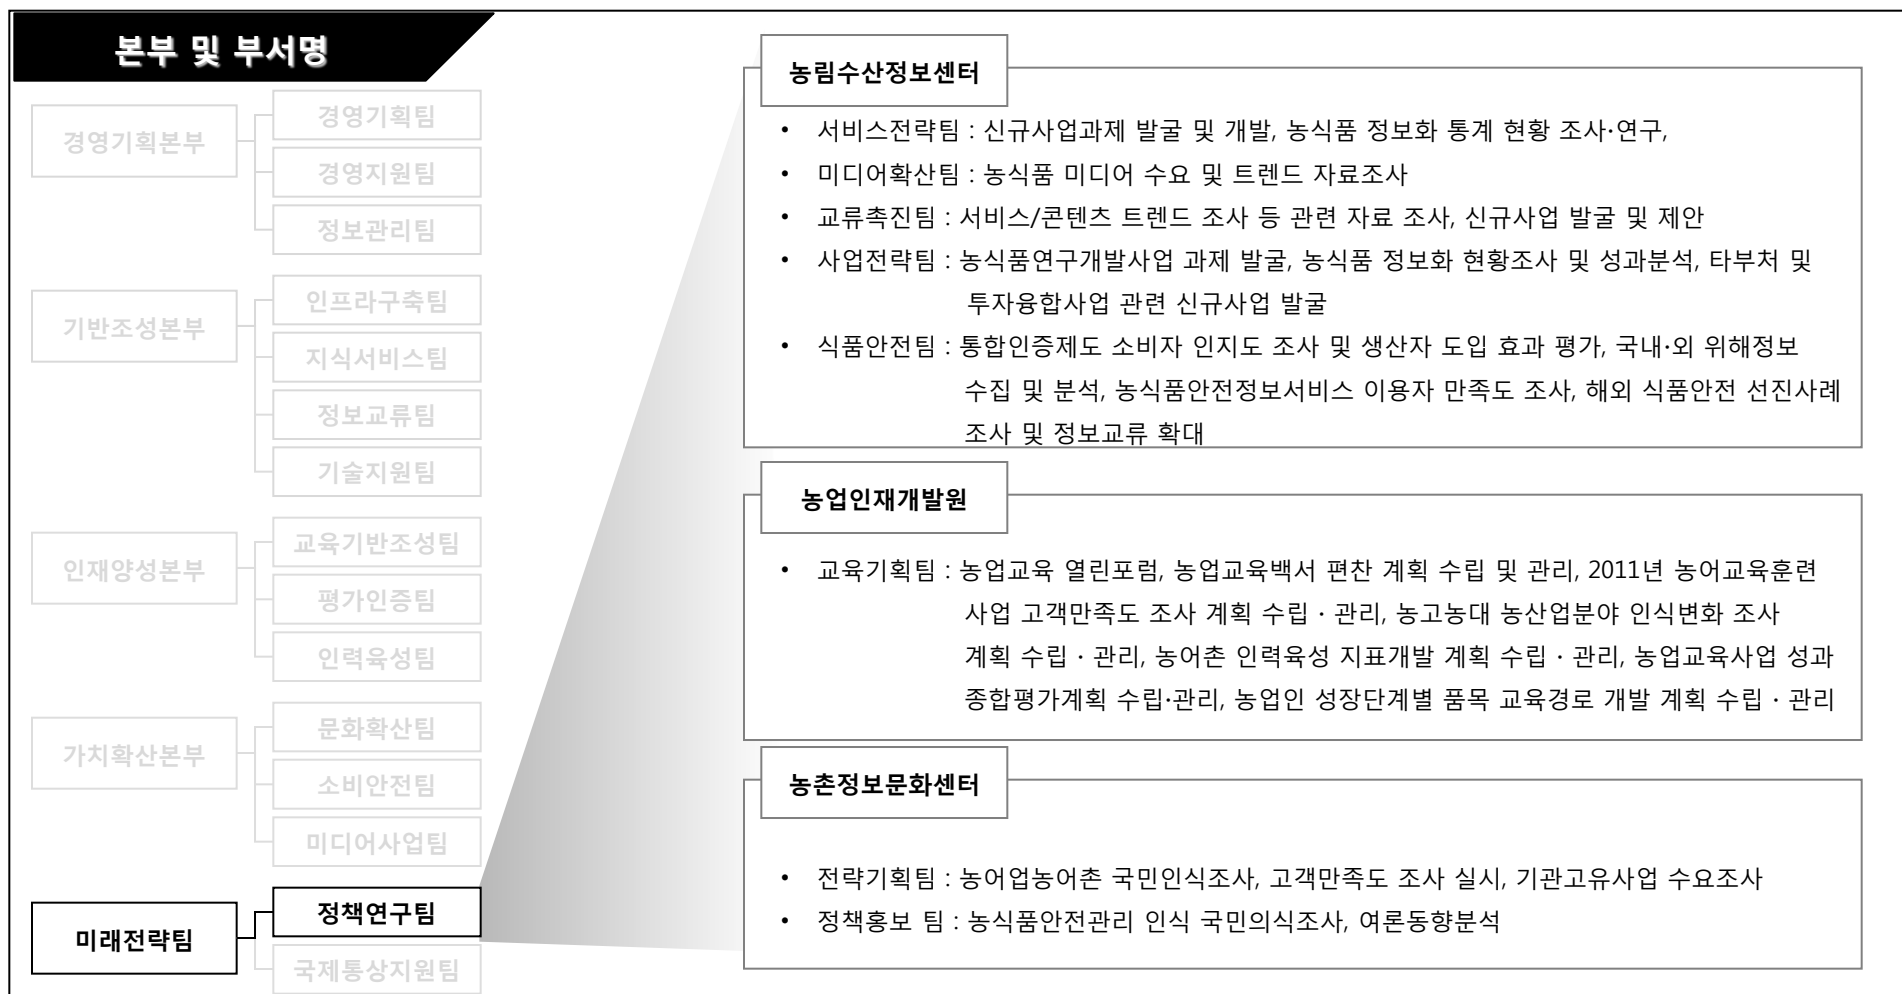 본부 및 부서명
경영기획본부
경영기획팀
경영지원팀
정보관리팀
기반조성본부
인프라구축팀
지식서비스팀
정보교류팀
기술지원팀
인재양성본부
교육기반조성팀
평가인증팀
인력육성팀
가치확산본부
문화확산팀
소비안전팀
미디어사업팀
미래전략팀
정책연구팀
국제통상지원팀
농림수산정보센터
• 서비스전략팀 : 신규사업과제 발굴 및 개발, 농식품 정보화 통계 현황 조사·연구,
• 미디어확산팀 : 농식품 미디어 수요 및 트렌드 자료조사
• 교류촉진팀 : 서비스/콘텐츠 트렌드 조사 등 관련 자료 조사, 신규사업 발굴 및 제안
• 사업전략팀 : 농식품연구개발사업 과제 발굴, 농식품 정보화 현황조사 및 성과분석, 타부처 및
투자융합사업 관련 신규사업 발굴
• 식품안전팀 : 통합인증제도 소비자 인지도 조사 및 생산자 도입 효과 평가, 국내·외 위해정보
수집 및 분석, 농식품안전정보서비스 이용자 만족도 조사, 해외 식품안전 선진사례
조사 및 정보교류 확대
농업인재개발원
• 교육기획팀 : 농업교육 열린포럼, 농업교육백서 편찬 계획 수립 및 관리, 2011년 농어교육훈련
사업 고객만족도 조사 계획 수립 · 관리, 농고농대 농산업분야 인식변화 조사
계획 수립 · 관리, 농어촌 인력육성 지표개발 계획 수립 · 관리, 농업교육사업 성과
종합평가계획 수립·관리, 농업인 성장단계별 품목 교육경로 개발 계획 수립 · 관리
농촌정보문화센터
• 전략기획팀 : 농어업농어촌 국민인식조사, 고객만족도 조사 실시, 기관고유사업 수요조사
• 정책홍보 팀 : 농식품안전관리 인식 국민의식조사, 여론동향분석